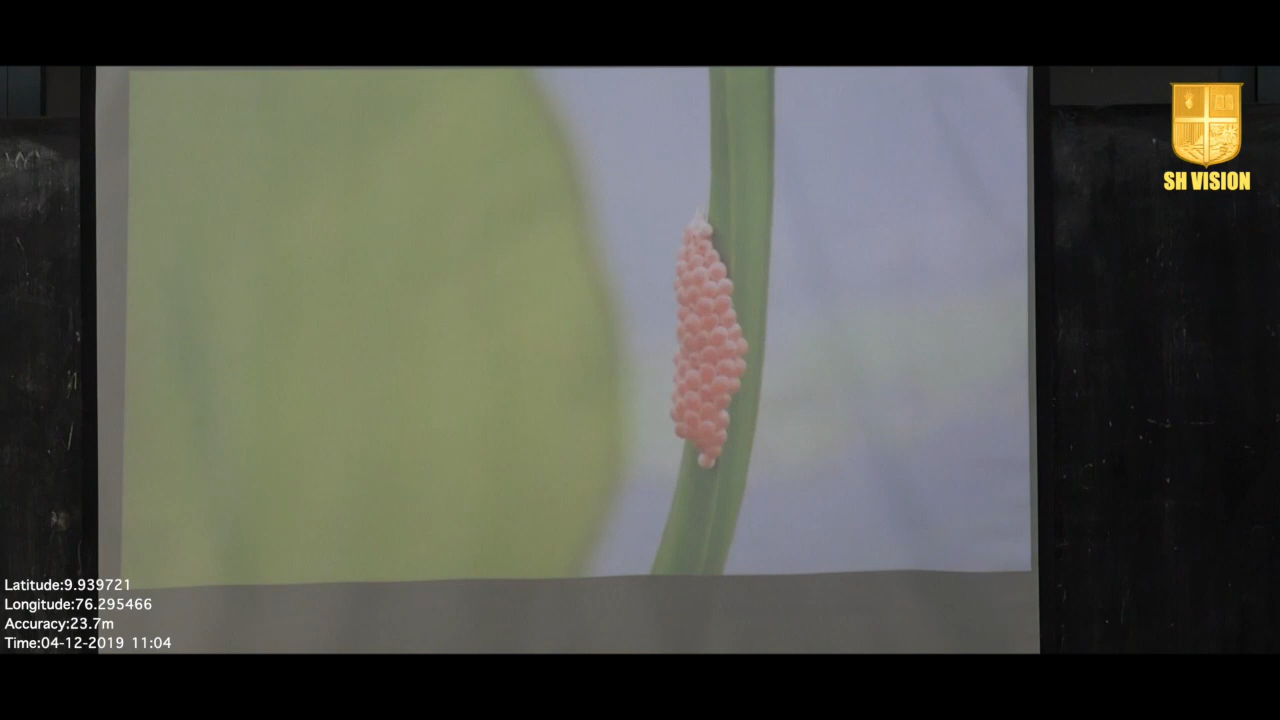 SH VISION
Latitude:9.939721
Longitude:76.295466
Accuracy:23.7m
Time:04-12-2019 11:04